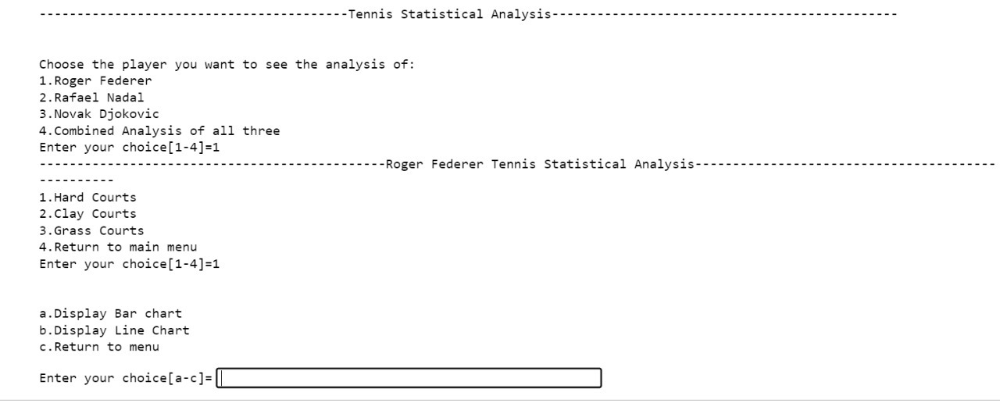 -----------------------------------------Tennis Statistical Analysis----------------------------------------------
Choose the player you want to see the analysis of:
1.Roger Federer
2.Rafael Nadal
3.Novak Djokovic
4.Combined Analysis of all three
Enter your choice[1-4]=1
----------------------------------------------Roger Federer Tennis Statistical Analysis----------------------------------------
----------
1.Hard Courts
2.Clay Courts
3.Grass Courts
4.Return to main menu
Enter your choice[1-4]=1
a.Display Bar chart
b.Display Line Chart
c.Return to menu
Enter your choice[a-c]=